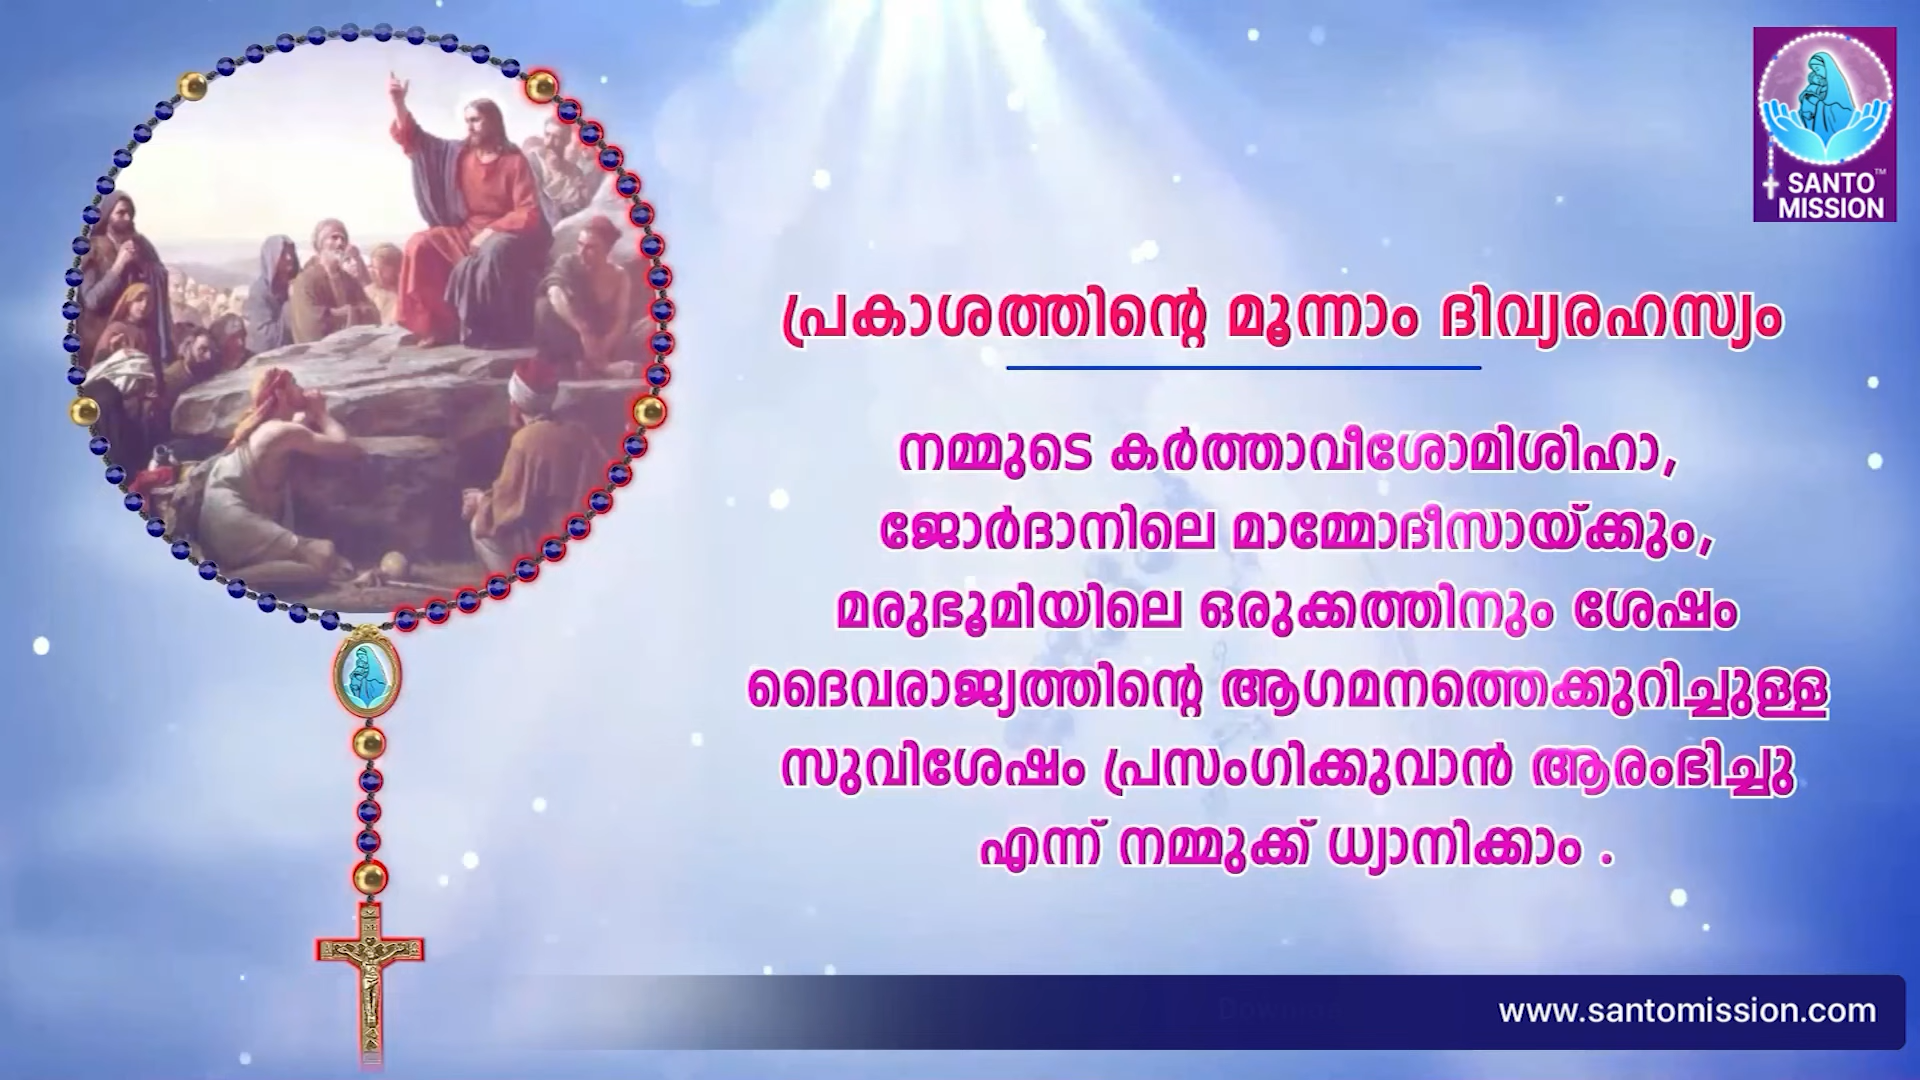 SANTO™
MISSION
പ്രകാശത്തിന്റെ മൂന്നാം ദിവ്യരഹസ്യം
നമ്മുടെ കർത്താവീശോമിശിഹാ,
ജോർദാനിലെ മാമ്മോദീസായ്ക്കും,
മരുഭൂമിയിലെ ഒരുക്കത്തിനും ശേഷം
ദൈവരാജ്യത്തിന്റെ ആഗമനത്തെക്കുറിച്ചുള്ള
സുവിശേഷം പ്രസംഗിക്കുവാൻ ആരംഭിച്ചു
എന്ന് നമ്മുക്ക് ധ്യാനിക്കാം .
www.santomission.com